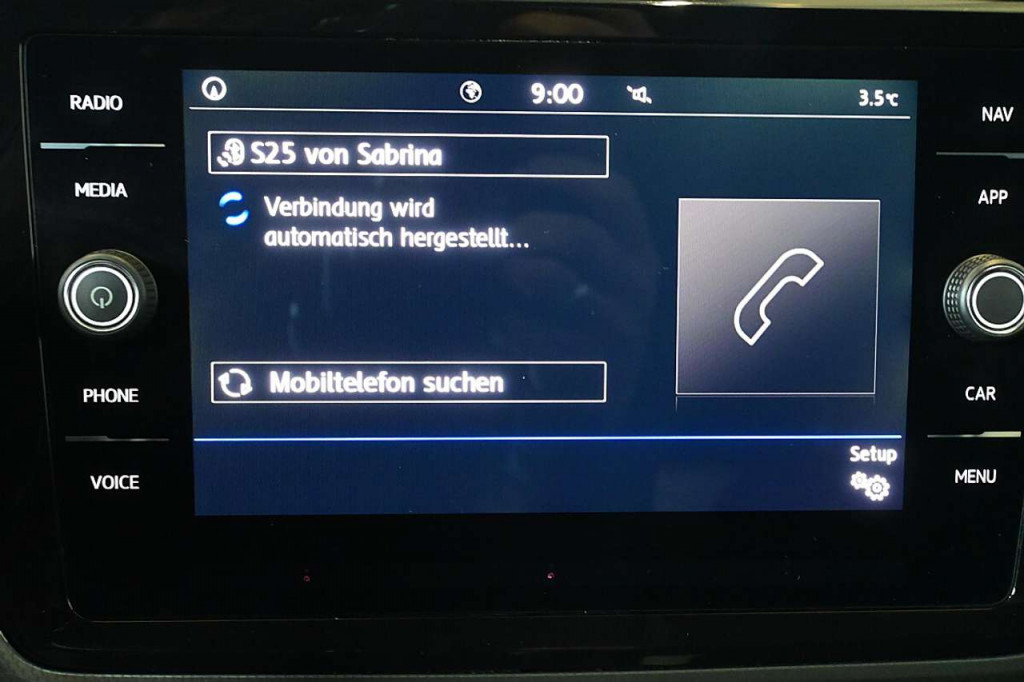 RADIO
MEDIA
PHONE
VOICE
9:00
3.5°C
S25 von Sabrina
Verbindung wird
automatisch hergestellt...
Mobiltelefon suchen
Setup
NAV
APP
CAR
MENU